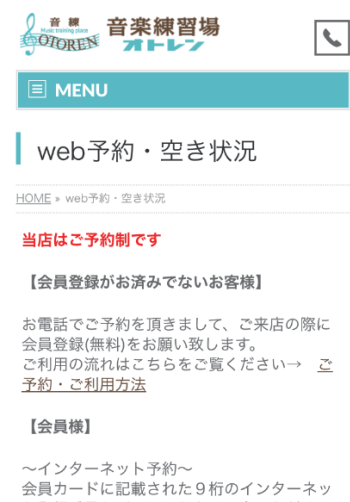 音練
Music training place
OTOREN
音楽練習場
オトレン
MENU
web予約・空き状況
HOME » web予約・空き状況
当店はご予約制です
【会員登録がお済みでないお客様】
お電話でご予約を頂きまして、ご来店の際に
会員登録(無料)をお願い致します。
ご利用の流れはこちらをご覧ください→　ご
予約・ご利用方法
【会員様】
〜インターネット予約〜
会員カードに記載された９桁のインターネッ